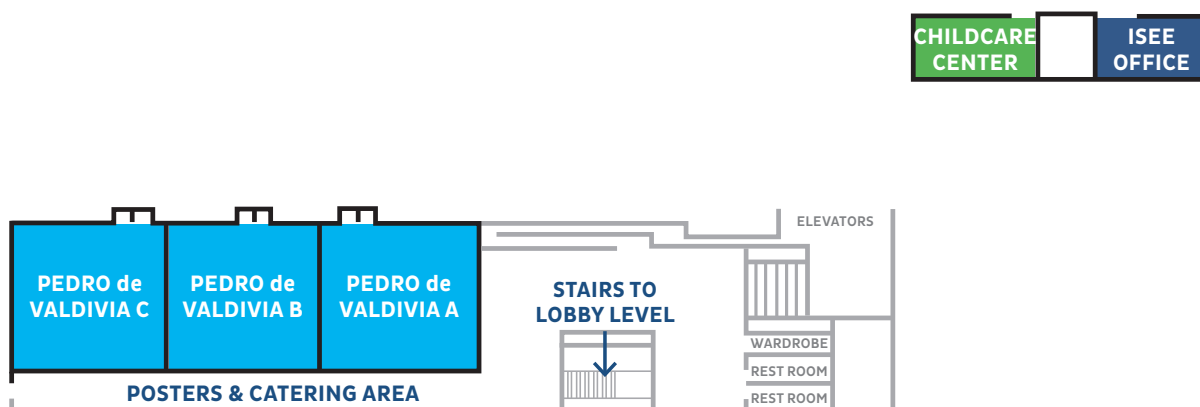 CHILDCARE
CENTER
ISEE
OFFICE
ELEVATORS
PEDRO de
VALDIVIA C
PEDRO de
VALDIVIA B
PEDRO de
VALDIVIA A
STAIRS TO
LOBBY LEVEL
WARDROBE
REST ROOM
REST ROOM
POSTERS & CATERING AREA